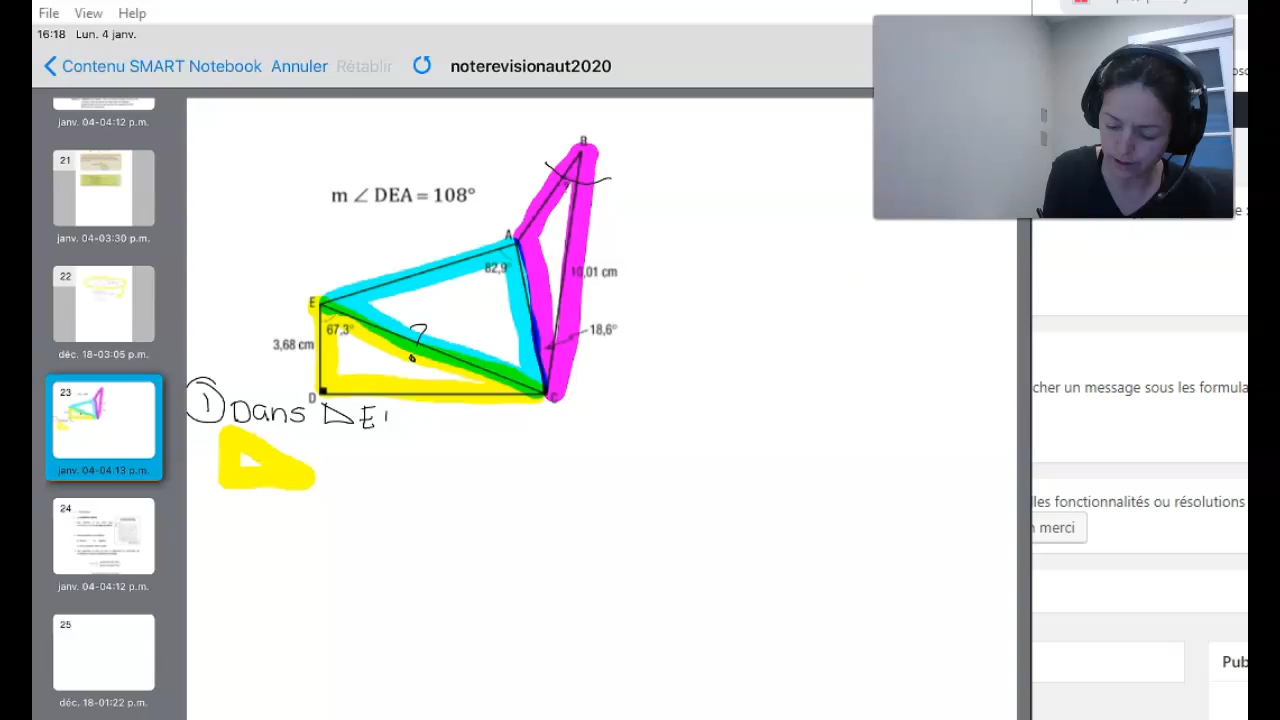 File View Help
16:18 Lun. 4 janv.
Contenu SMART Notebook Annuler Rétablir noterevisionaut2020
janv. 04-04:12 p.m.
21
janv. 04-03:30 p.m.
22
déc. 18-03:05 p.m.
23
janv. 04-04:13 p.m.
24
janv. 04-04:12 p.m.
25
déc. 18-01:22 p.m.
B
m ∠ DEA = 108°
A
82,9°
10,01 cm
E
67,3°
?
18,6°
3,68 cm
D
C
① Dans ⊿E
cher un message sous les formula
les fonctionnalités ou résolutions
merci
Pub